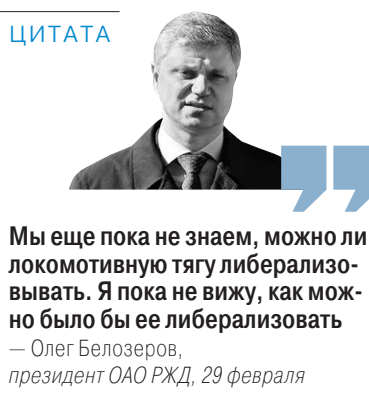 ЦИТАТА
Мы еще пока не знаем, можно ли
локомотивную тягу либерализо-
вывать. Я пока не вижу, как мож-
но было бы ее либерализовать
— Олег Белозеров,
президент ОАО РЖД, 29 февраля